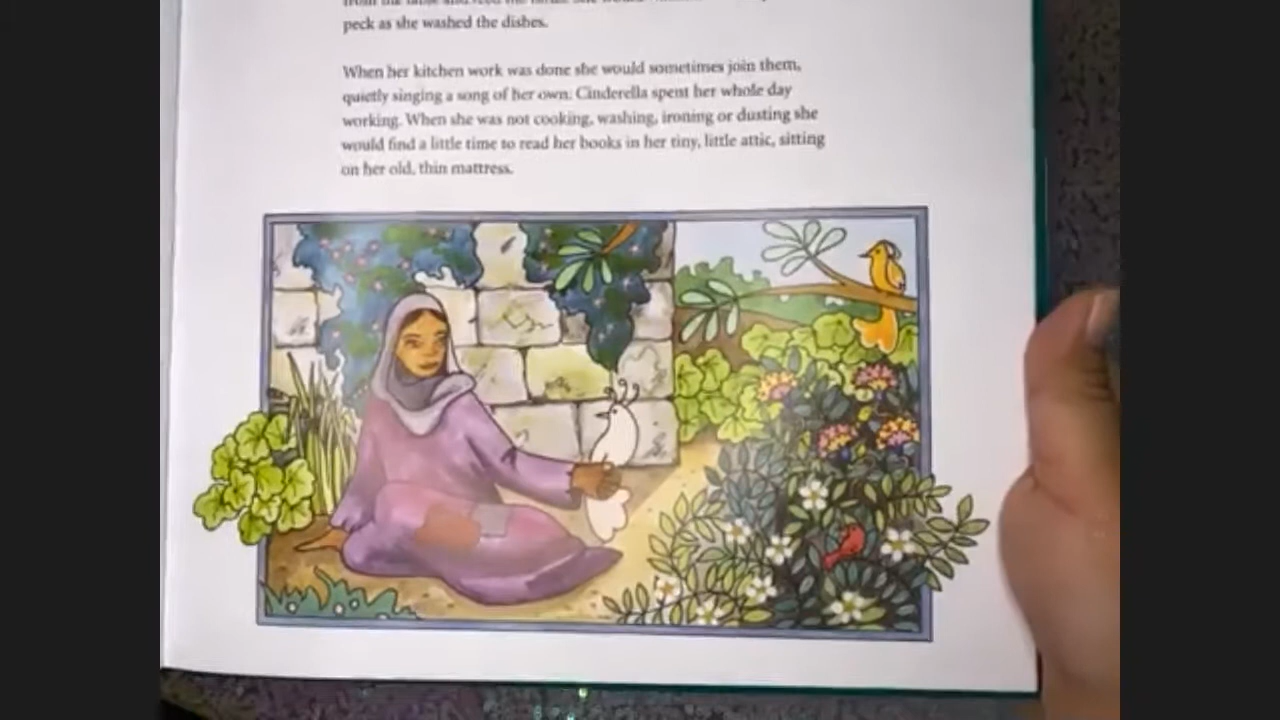 peck as she washed the dishes.
When her kitchen work was done she would sometimes join them,
quietly singing a song of her own. Cinderella spent her whole day
working. When she was not cooking, washing, ironing or dusting she
would find a little time to read her books in her tiny, little attic, sitting
on her old, thin mattress.